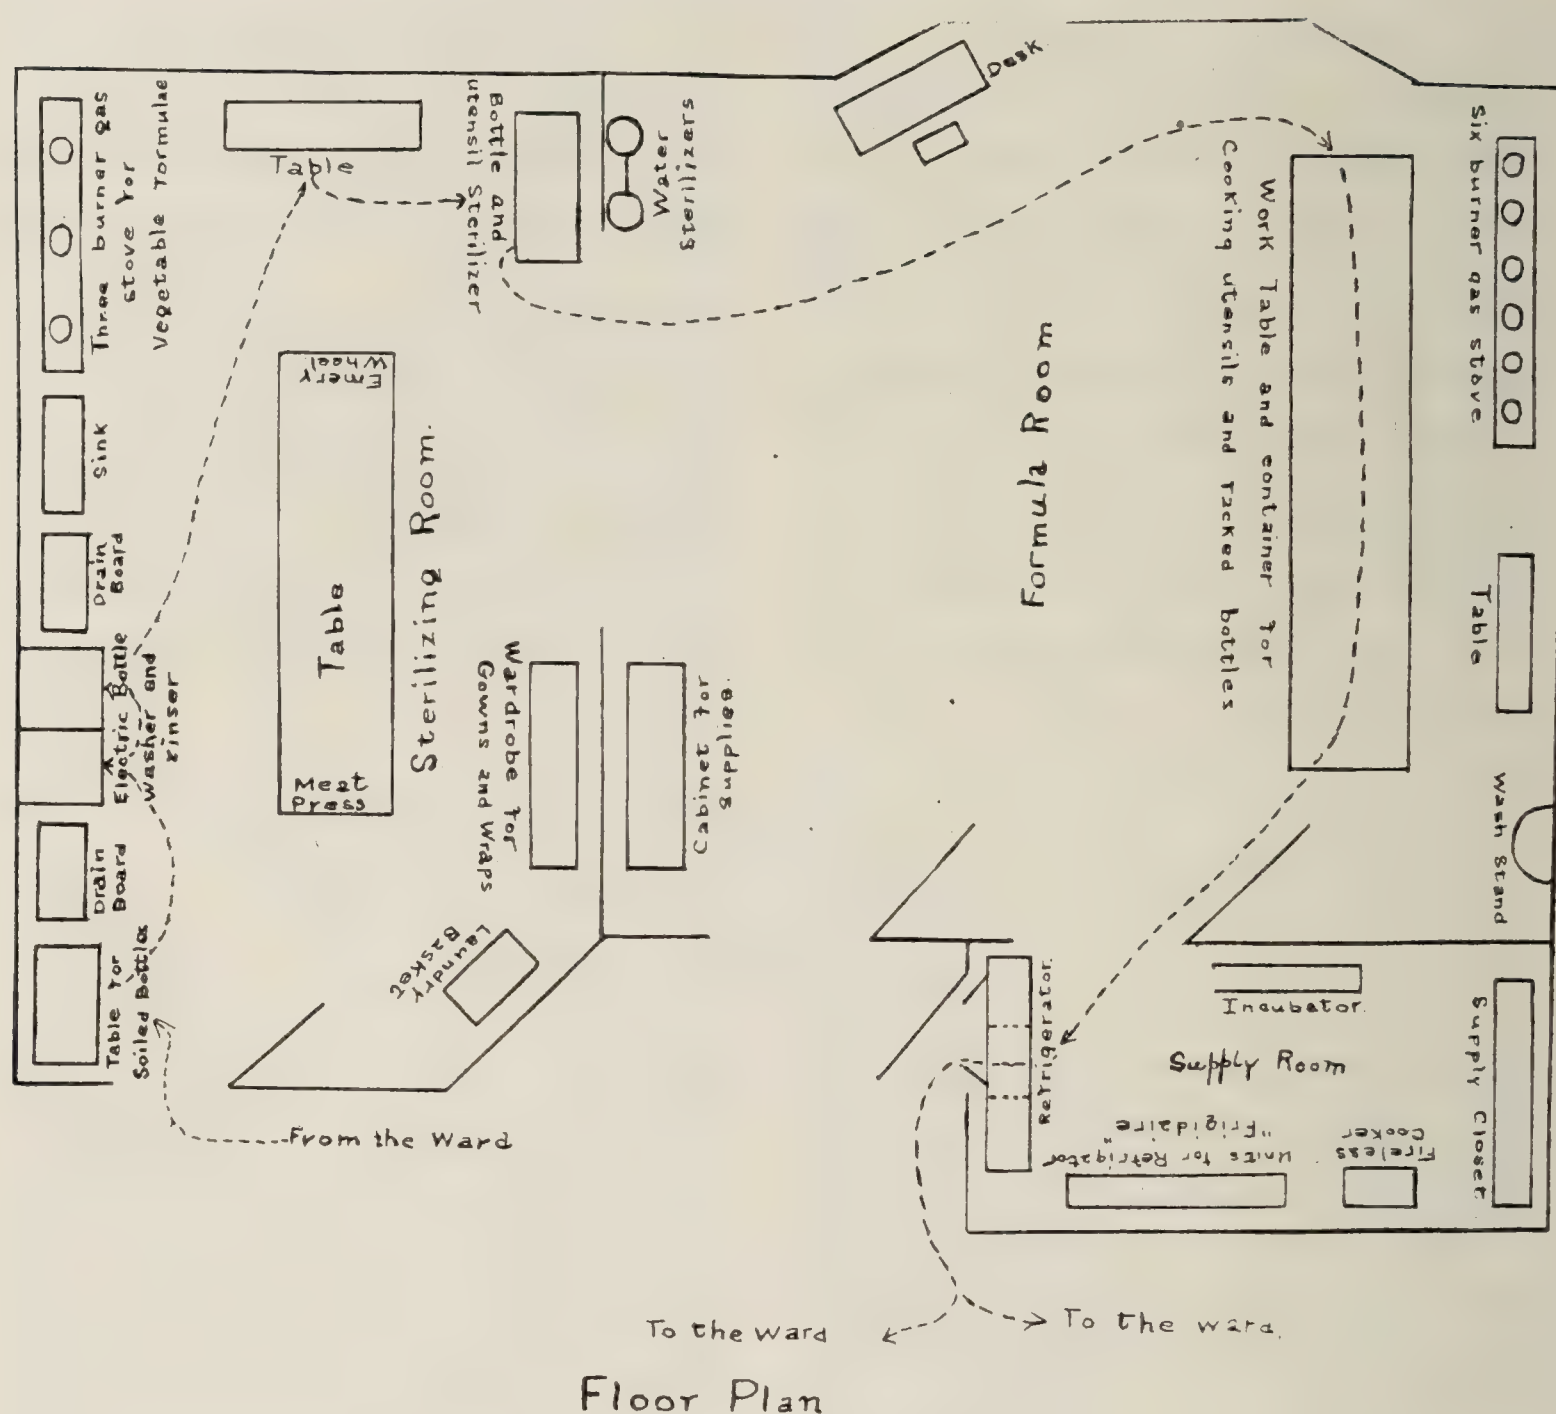 Desk
Three burner gas
stove for
Vegetable formulae
Table
Bottle and
utensil Sterilizer
Water
Sterilizers
Work Table and container for
Cooking utensils and racked bottles
Six burner gas stove
Emery
Wheel
Table
Meat
Press
Sterilizing Room.
Formula Room
Sink
Drain
Board
Electric Bottle
washer and
rinser
Drain
Board
Table for
Soiled Bottles
Wardrobe for
Gowns and Wraps
Cabinet for
supplies.
Laundry
Basket
Table
Wash Stand
Refrigerator.
Incubator.
Supply Room
Supply Closet
Units for Refrigator
"Frigidaire"
Fireless
Cooker
From the Ward
To the Ward
To the ward.
Floor Plan